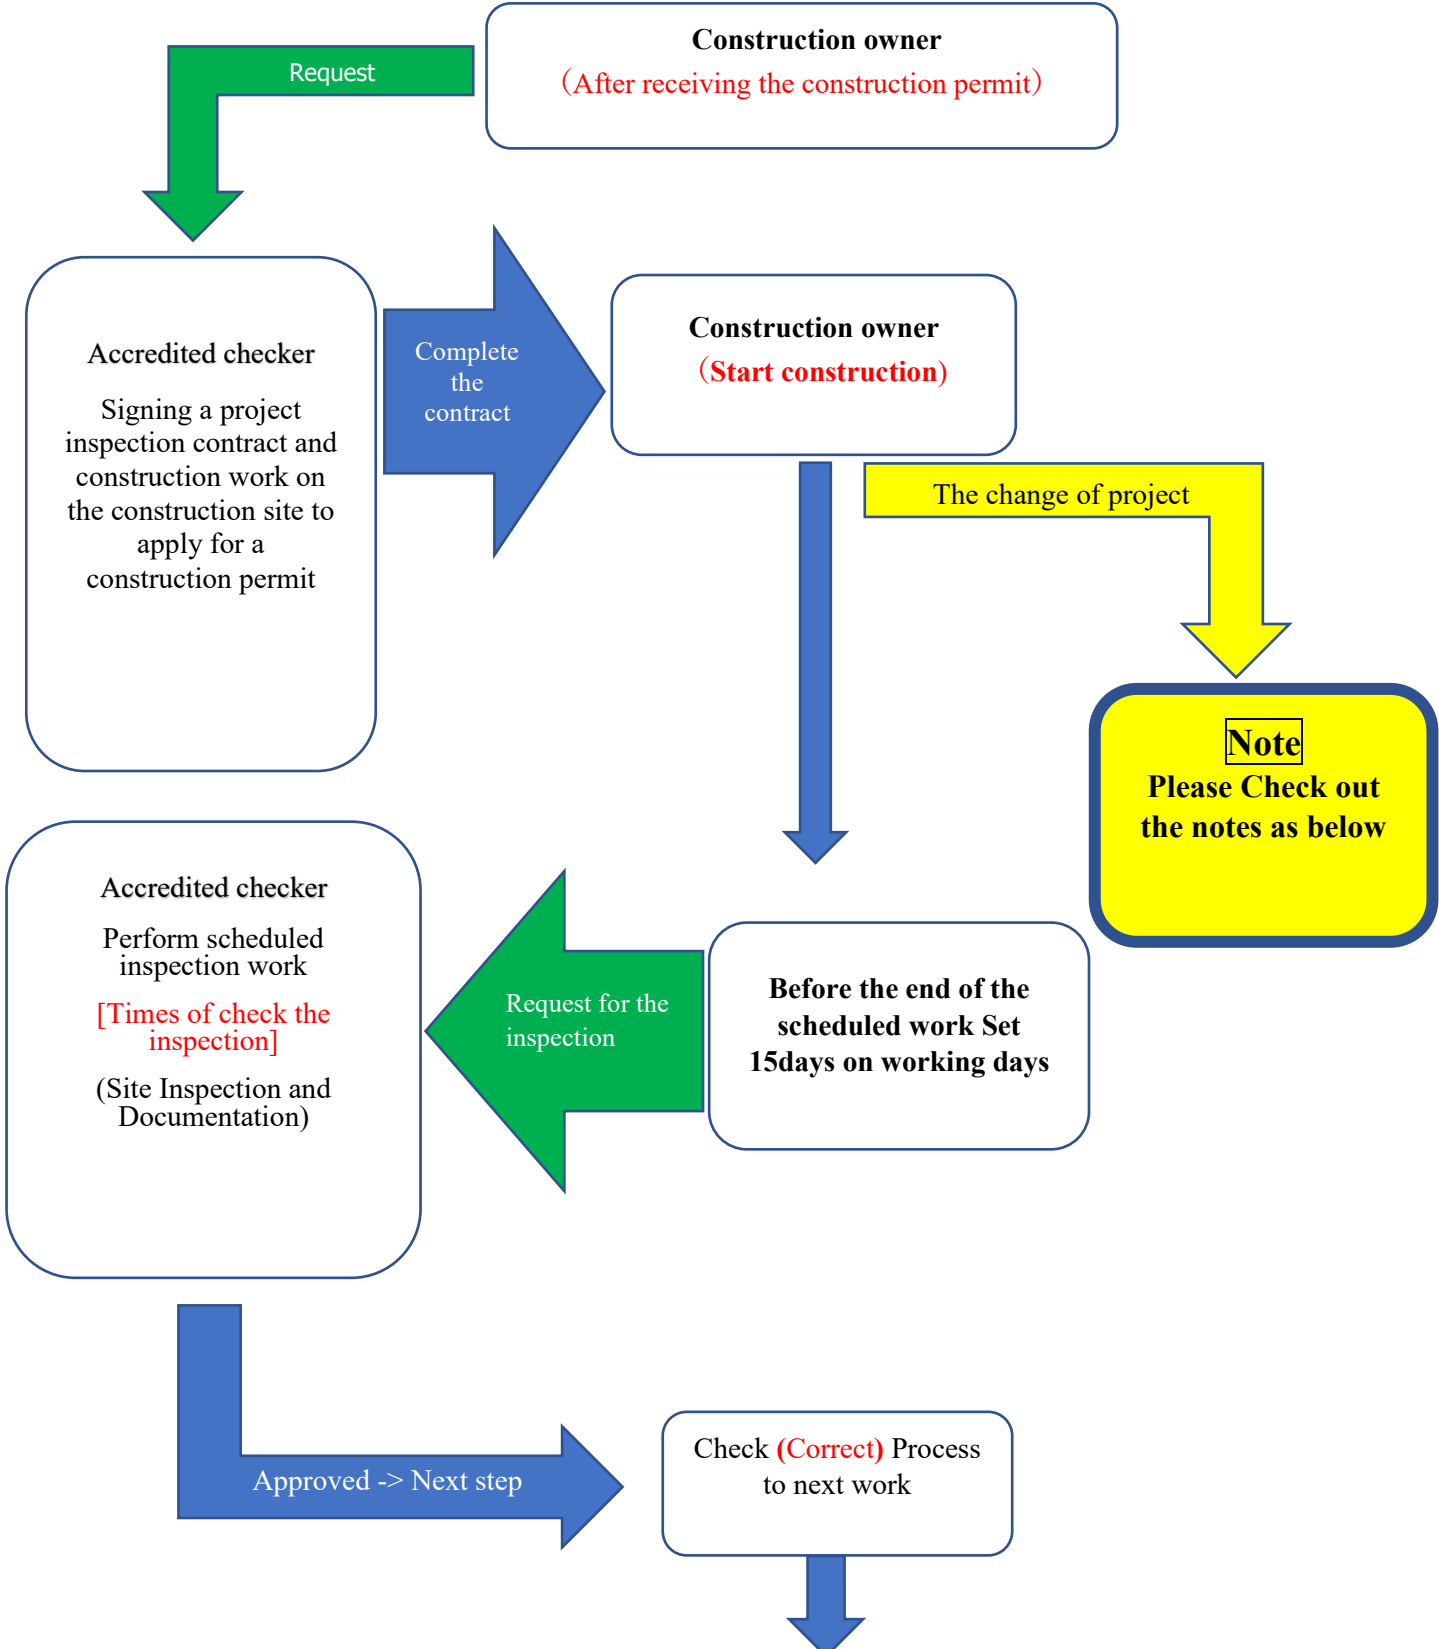 Construction owner
（After receiving the construction permit）
Request
Accredited checker
Signing a project
inspection contract and
construction work on
the construction site to
apply for a
construction permit
Complete
the
contract
Construction owner
（Start construction)
The change of project
Note
Please Check out
the notes as below
Accredited checker
Perform scheduled
inspection work
[Times of check the
inspection]
(Site Inspection and
Documentation)
Request for the
inspection
Before the end of the
scheduled work Set
15days on working days
Approved -> Next step
Check (Correct) Process
to next work